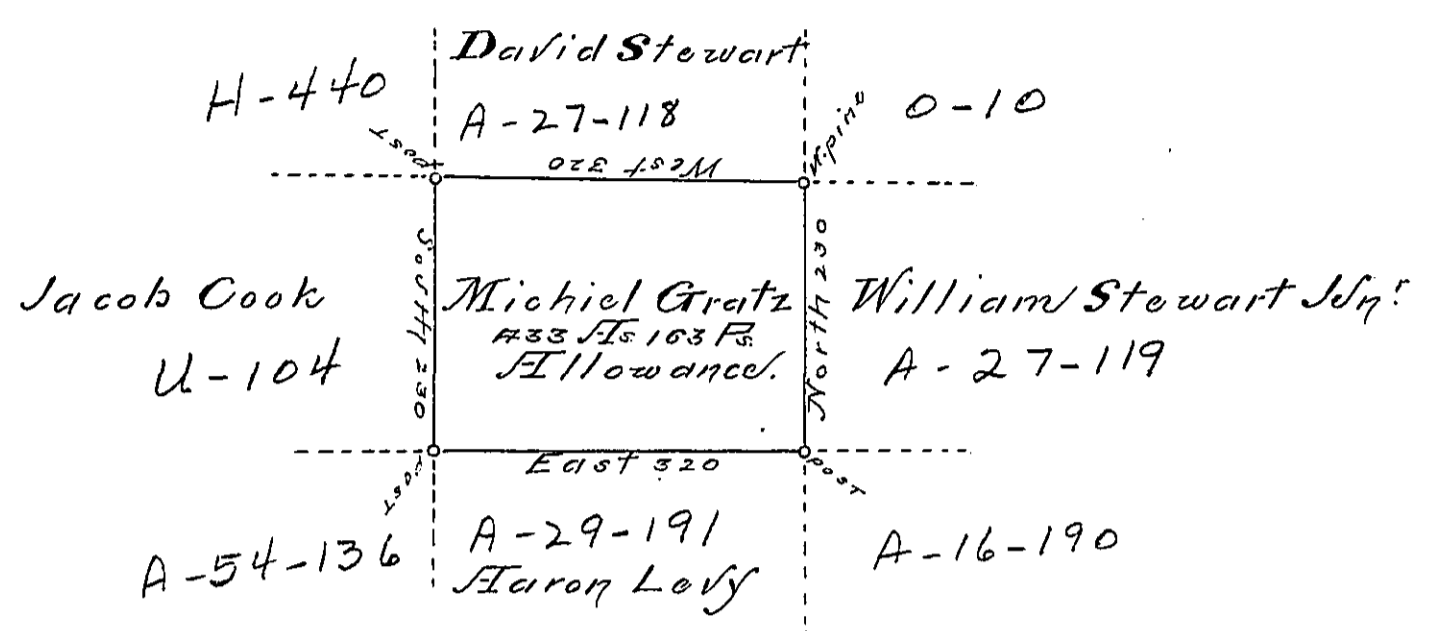 David Stewart
H-440
A-27-118
W.pine
O-10
Post
West 320
South 230
North 230
Jacob Cook
U-104
Michiel Gratz
433 As 163 Ps.
Allowance.
William Stewart Jun.r
A-27-119
East 320
Post
Post
A-54-136
A-29-191
Aaron Levy
A-16-190